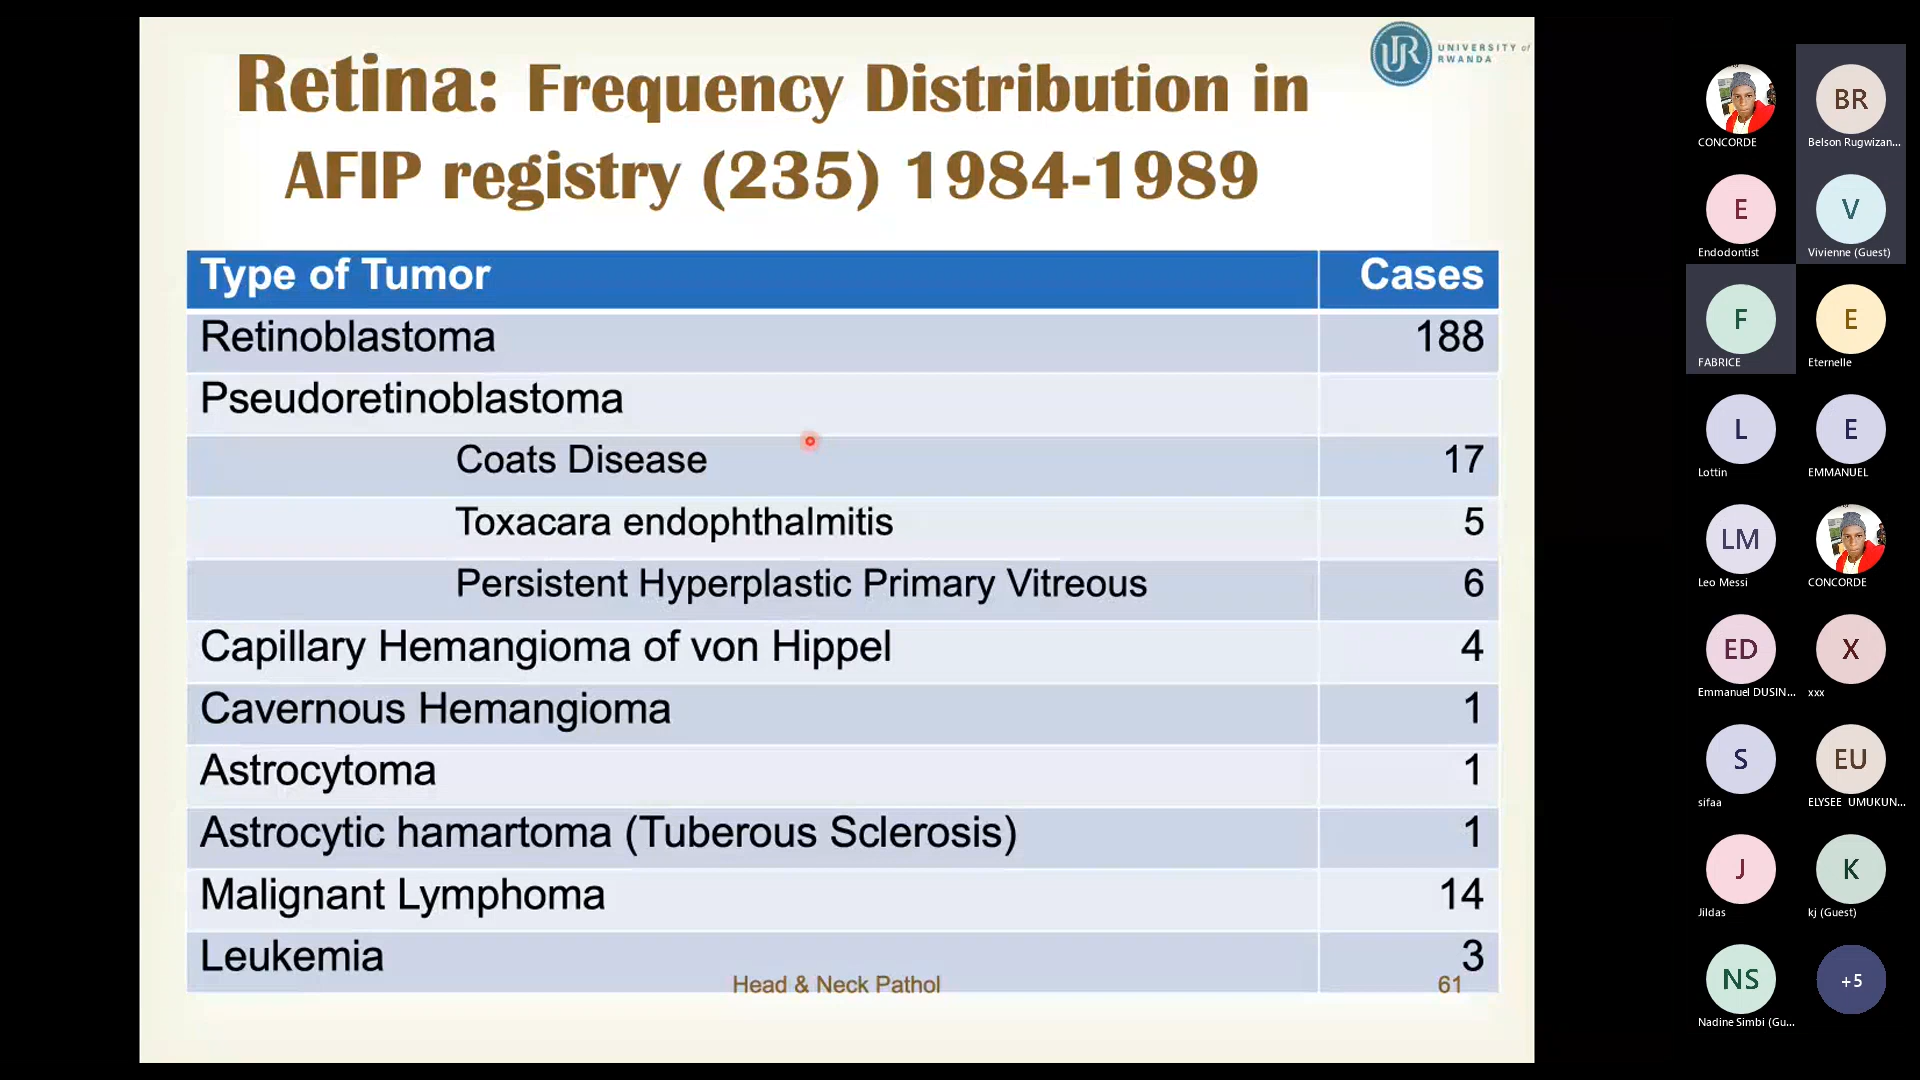 Retina: Frequency Distribution in
AFIP registry (235) 1984-1989
UNIVERSITY of
RWANDA
UR
Type of Tumor Cases
Retinoblastoma 188
Pseudoretinoblastoma
Coats Disease 17
Toxacara endophthalmitis 5
Persistent Hyperplastic Primary Vitreous 6
Capillary Hemangioma of von Hippel 4
Cavernous Hemangioma 1
Astrocytoma 1
Astrocytic hamartoma (Tuberous Sclerosis) 1
Malignant Lymphoma 14
Leukemia 3
Head & Neck Pathol 61
CONCORDE
BR
Belson Rugwizan...
E
Endodontist
V
Vivienne (Guest)
F
FABRICE
E
Eternelle
L
Lottin
E
EMMANUEL
LM
Leo Messi
CONCORDE
ED
Emmanuel DUSIN...
X
xxx
S
sifaa
EU
ELYSEE UMUKUN...
J
Jildas
K
kj (Guest)
NS
Nadine Simbi (Gu...
+5